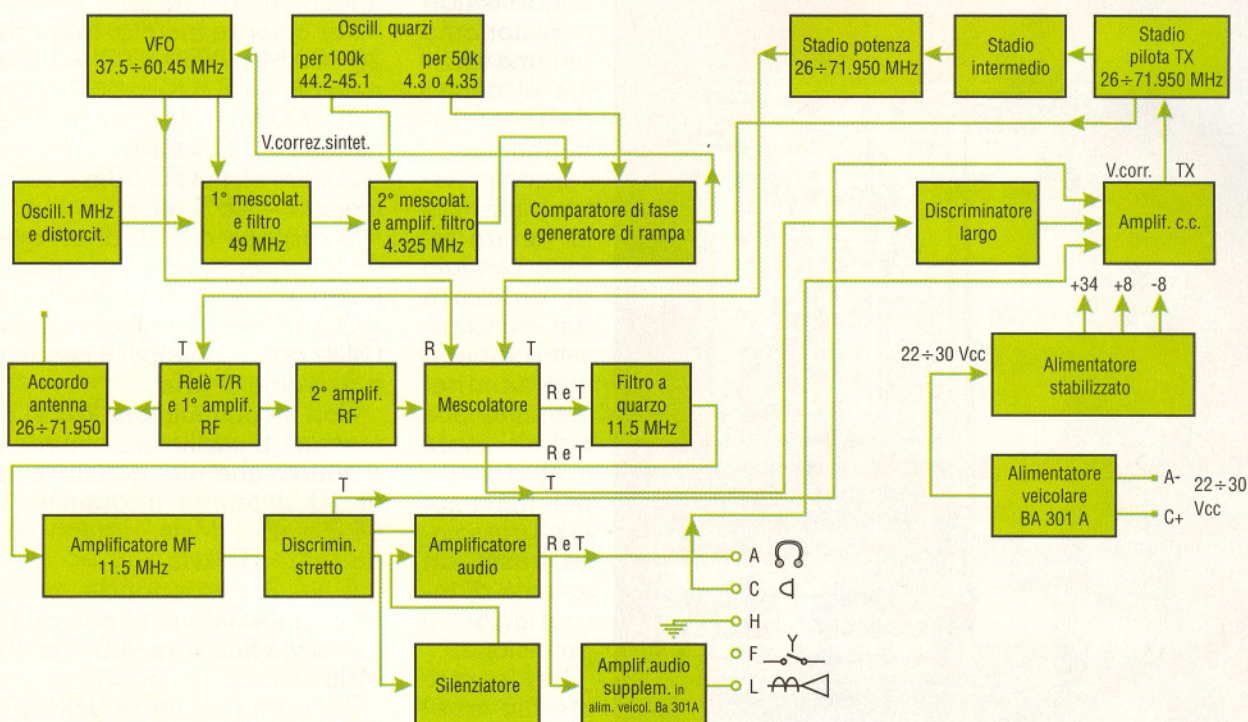 VFO
37.5÷60.45 MHz
Oscill. quarzi
per 100k per 50k
44.2-45.1 4.3 o 4.35
Stadio potenza
26÷71.950 MHz
Stadio
intermedio
Stadio
pilota TX
26÷71.950 MHz
V.correz.sintet.
V.corr. TX
Oscill.1 MHz
e distorcit.
1° mescolat.
e filtro
49 MHz
2° mescolat.
e amplif. filtro
4.325 MHz
Comparatore di fase
e generatore di rampa
Discriminatore
largo
Amplif. c.c.
+34 +8 -8
T
R T
22÷30 Vcc
Alimentatore
stabilizzato
Accordo
antenna
26÷71.950
Relè T/R
e 1° amplif.
RF
2° amplif.
RF
Mescolatore
R e T
Filtro a
quarzo
11.5 MHz
R e T
T T
Alimentatore
veicolare
BA 301 A
A-
C+
22÷30
Vcc
Amplificatore MF
11.5 MHz
Discrimin.
stretto
Amplificatore
audio
R e T
A
C
H
F Y
L
Silenziatore
Amplif.audio
supplem. in
alim. veicol. Ba 301A